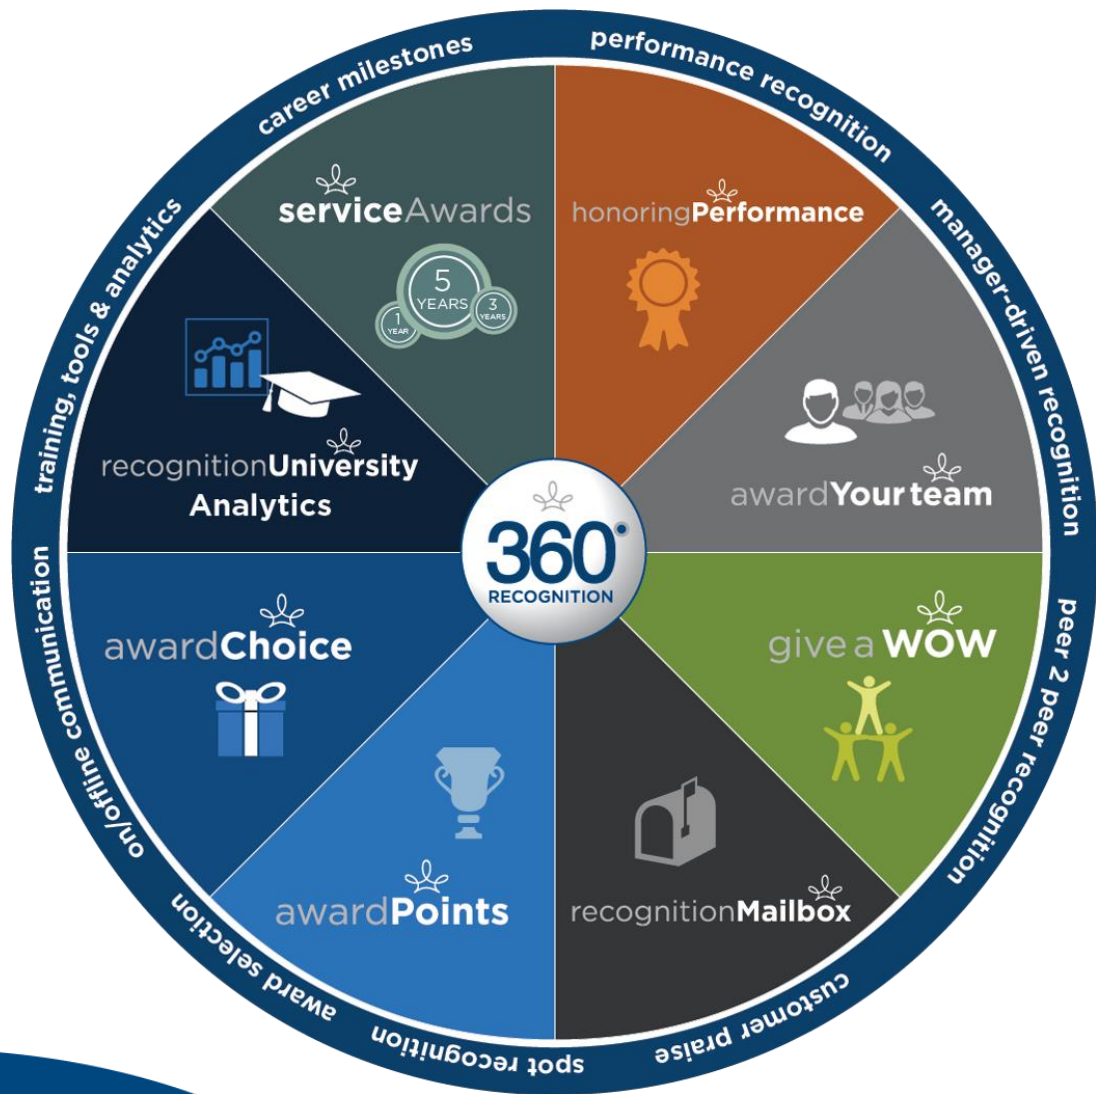 career milestones
performance recognition
manager-driven recognition
peer 2 peer recognition
customer praise
spot recognition
award selection
on/offline communication
training, tools & analytics
serviceAwards
5
YEARS
1
YEAR
3
YEARS
honoringPerformance
awardYour team
give a WOW
recognitionMailbox
awardPoints
awardChoice
recognitionUniversity
Analytics
360°
RECOGNITION